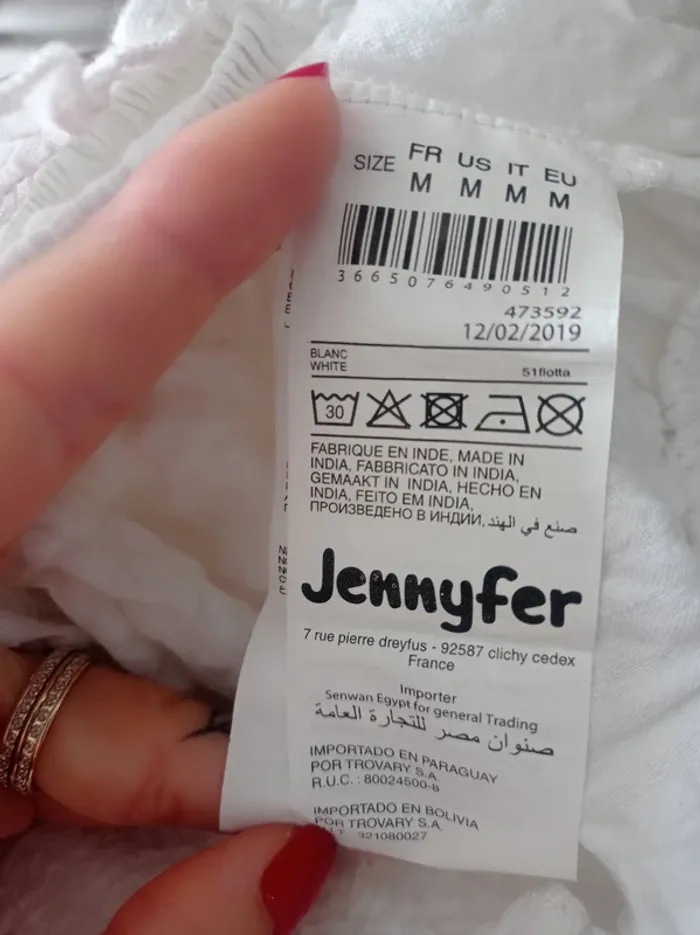 SIZE FR US IT EU
M M M M
3665076490512
473592
12/02/2019
BLANC
WHITE 51flotta
30
FABRIQUE EN INDE, MADE IN
INDIA, FABBRICATO IN INDIA,
GEMAAKT IN INDIA, HECHO EN
INDIA, FEITO EM INDIA,
ПРОИЗВЕДЕНО В ИНДИИ, صنع في الهند
Jennyfer
7 rue pierre dreyfus - 92587 clichy cedex
France
Importer
Senwan Egypt for general Trading
صنوان مصر للتجارة العامة
IMPORTADO EN PARAGUAY
POR TROVARY S.A.
R.U.C. : 80024500-8
IMPORTADO EN BOLIVIA
POR TROVARY S.A.
321080027